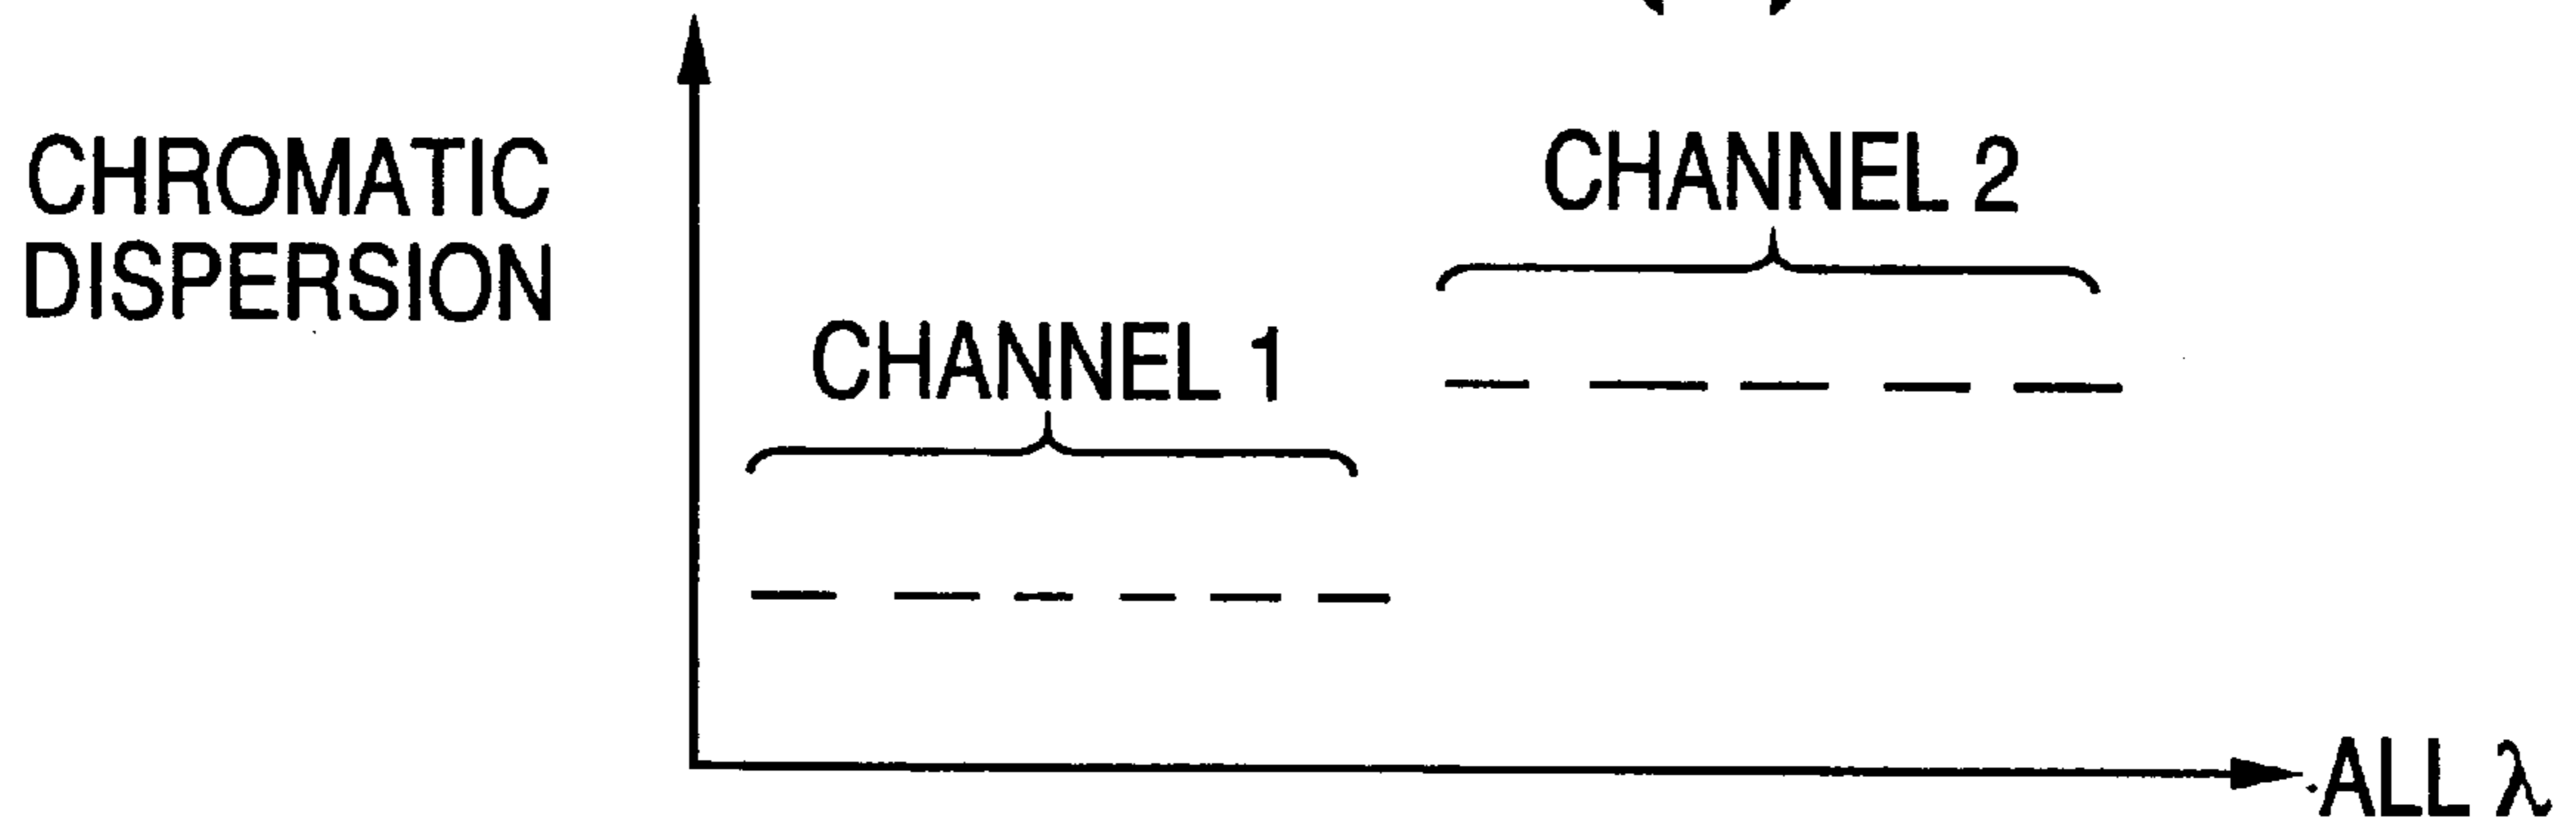 CHROMATIC
DISPERSION
CHANNEL 1
CHANNEL 2
ALL λ